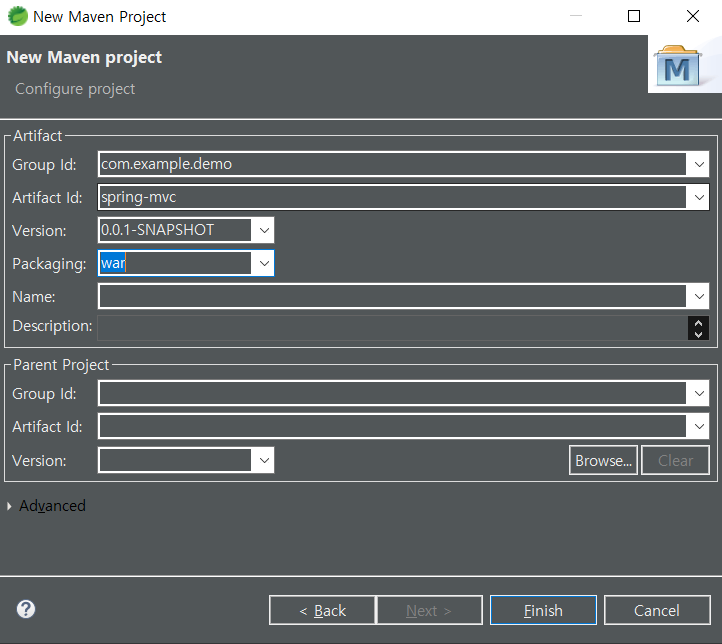 New Maven Project
New Maven project
Configure project
M
Artifact
Group Id: com.example.demo
Artifact Id: spring-mvc
Version: 0.0.1-SNAPSHOT
Packaging: war
Name:
Description:
Parent Project
Group Id:
Artifact Id:
Version: Browse... Clear
Advanced
? < Back Next > Finish Cancel